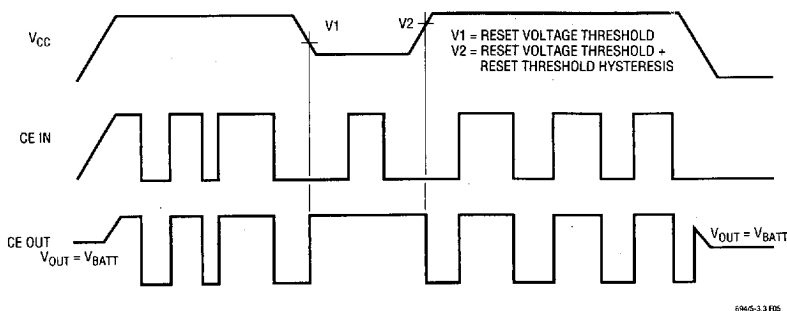 VCC
V1
V2
V1 = RESET VOLTAGE THRESHOLD
V2 = RESET VOLTAGE THRESHOLD +
RESET THRESHOLD HYSTERESIS
CE IN
CE OUT
VOUT = VBATT
VOUT = VBATT
694/5-3.3 F05